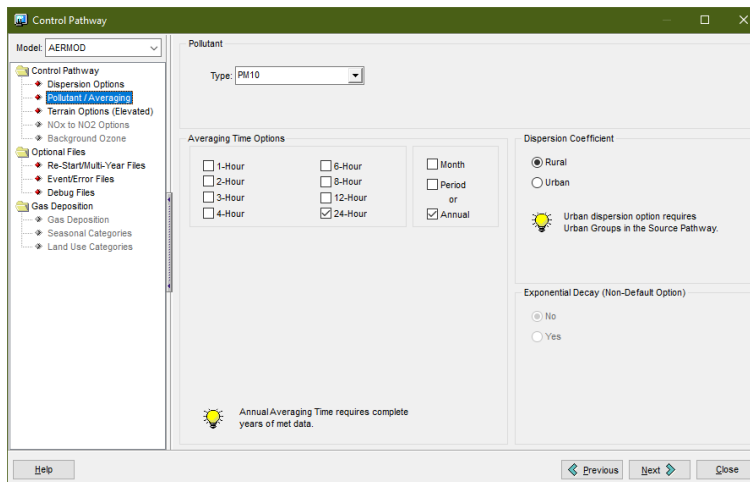 Control Pathway
Model: AERMOD
Control Pathway
Dispersion Options
Pollutant / Averaging
Terrain Options (Elevated)
NOx to NO2 Options
Background Ozone
Optional Files
Re-Start/Multi-Year Files
Event/Error Files
Debug Files
Gas Deposition
Gas Deposition
Seasonal Categories
Land Use Categories
Pollutant
Type: PM10
Averaging Time Options
1-Hour
2-Hour
3-Hour
4-Hour
6-Hour
8-Hour
12-Hour
24-Hour
Month
Period
or
Annual
Annual Averaging Time requires complete
years of met data.
Dispersion Coefficient
Rural
Urban
Urban dispersion option requires
Urban Groups in the Source Pathway.
Exponential Decay (Non-Default Option)
No
Yes
Help
Previous
Next
Close